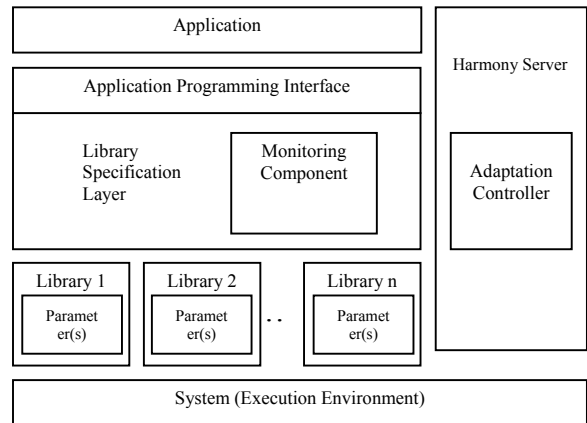 Application
Harmony Server
Application Programming Interface
Library
Specification
Layer
Monitoring
Component
Adaptation
Controller
Library 1
Library 2
Library n
Paramet
er(s)
Paramet
er(s)
. .
Paramet
er(s)
System (Execution Environment)